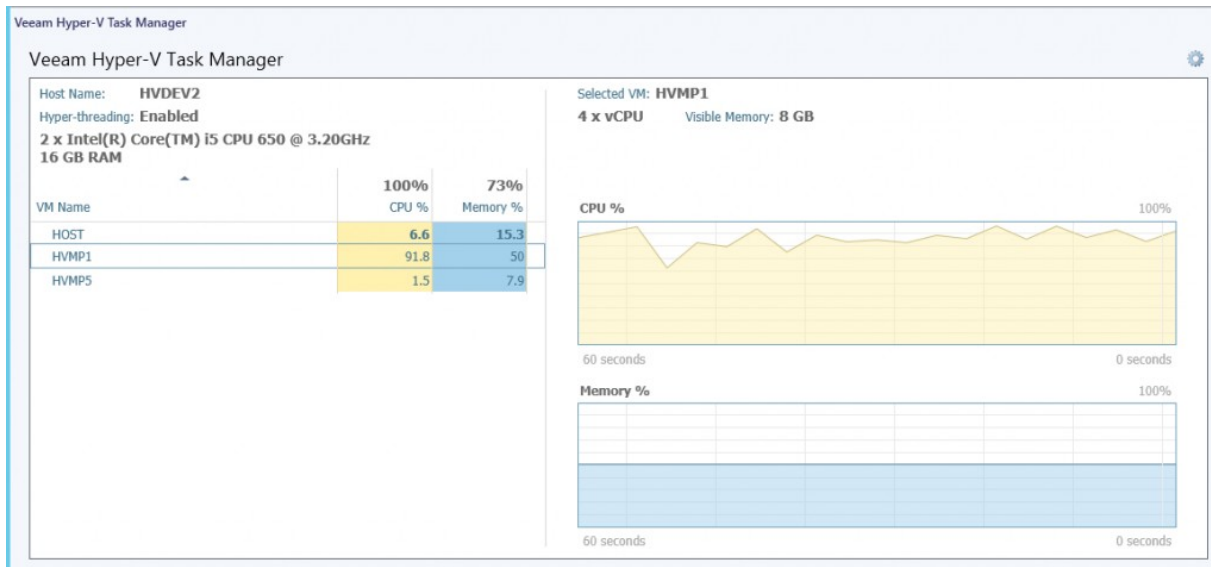 Veeam Hyper-V Task Manager
Veeam Hyper-V Task Manager
Host Name: HVDEV2
Hyper-threading: Enabled
2 x Intel(R) Core(TM) i5 CPU 650 @ 3.20GHz
16 GB RAM
100% 73%
VM Name CPU % Memory %
HOST 6.6 15.3
HVMP1 91.8 50
HVMP5 1.5 7.9
Selected VM: HVMP1
4 x vCPU Visible Memory: 8 GB
CPU % 100%
60 seconds 0 seconds
Memory % 100%
60 seconds 0 seconds